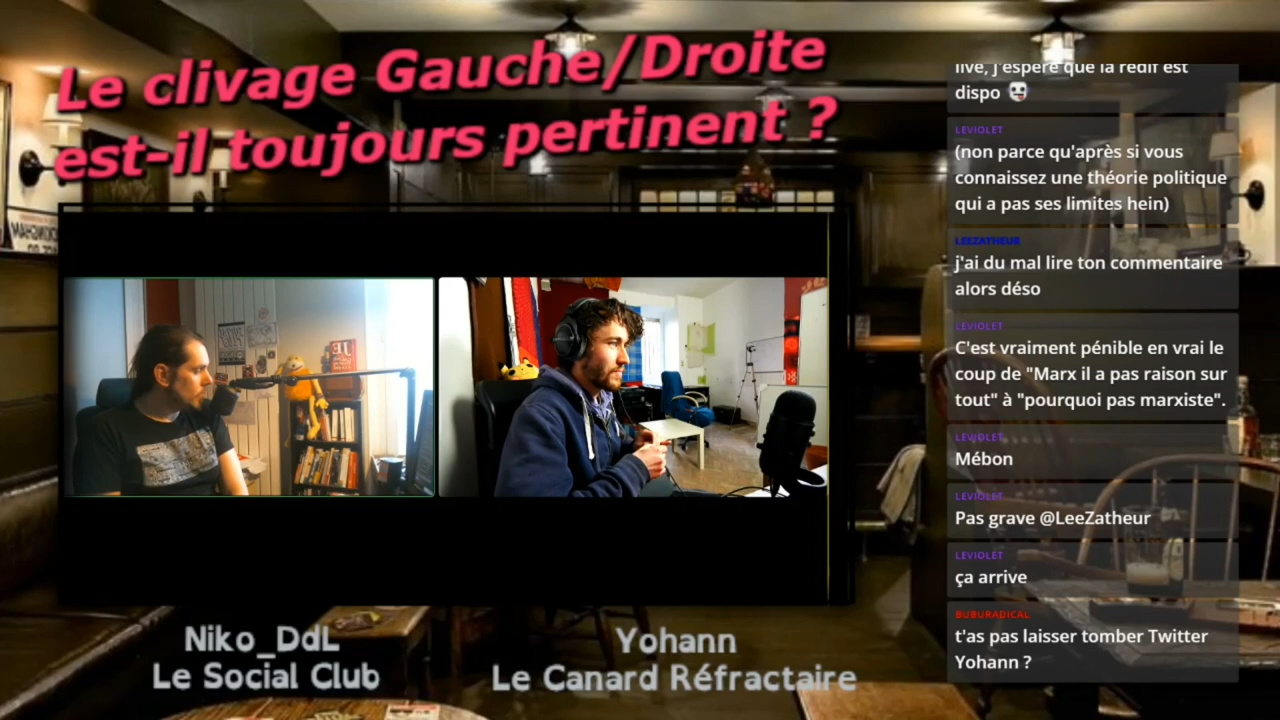 Le clivage Gauche/Droite
est-il toujours pertinent ?
live, j'espère que la redif est
dispo
LEVIOLET
(non parce qu'après si vous
connaissez une théorie politique
qui a pas ses limites hein)
LEEZATHEUR
j'ai du mal lire ton commentaire
alors déso
LEVIOLET
C'est vraiment pénible en vrai le
coup de "Marx il a pas raison sur
tout" à "pourquoi pas marxiste".
LEVIOLET
Mébon
LEVIOLET
Pas grave @LeeZatheur
LEVIOLET
ça arrive
BUBURADICAL
t'as pas laisser tomber Twitter
Yohann ?
Niko_DdL
Le Social Club
Yohann
Le Canard Réfractaire